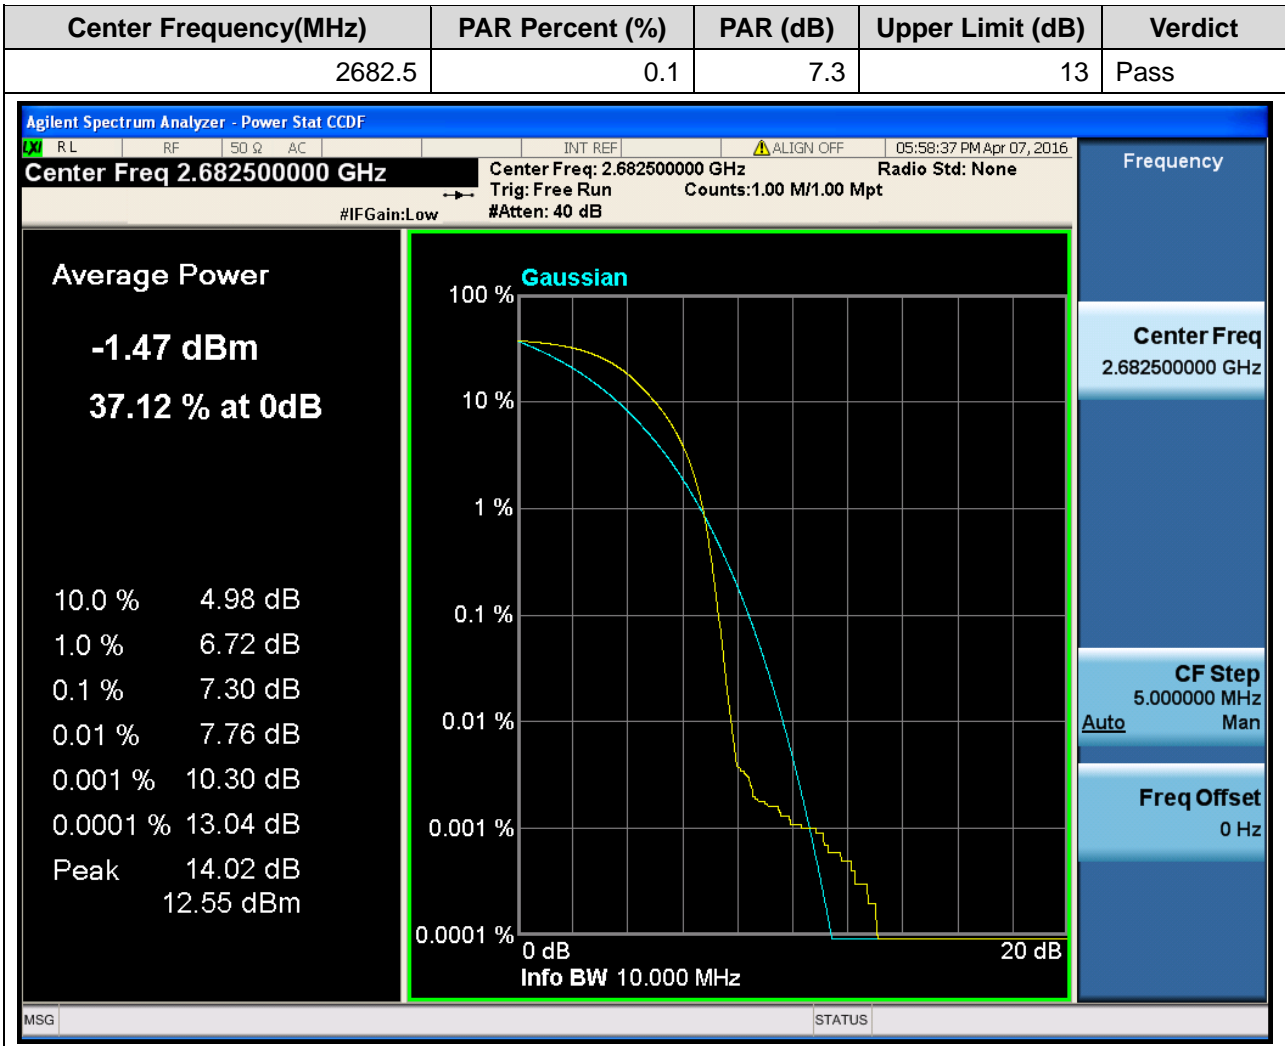 Center Frequency(MHz) PAR Percent (%) PAR (dB) Upper Limit (dB) Verdict
2682.5 0.1 7.3 13 Pass
Agilent Spectrum Analyzer - Power Stat CCDF
LXI RL RF 50 Ω AC INT REF ALIGN OFF 05:58:37 PM Apr 07, 2016
Center Freq 2.682500000 GHz
Center Freq: 2.682500000 GHz Radio Std: None
Trig: Free Run Counts:1.00 M/1.00 Mpt
#IFGain:Low #Atten: 40 dB
Average Power
-1.47 dBm
37.12 % at 0dB
10.0 % 4.98 dB
1.0 % 6.72 dB
0.1 % 7.30 dB
0.01 % 7.76 dB
0.001 % 10.30 dB
0.0001 % 13.04 dB
Peak 14.02 dB
12.55 dBm
Gaussian
100 %
10 %
1 %
0.1 %
0.01 %
0.001 %
0.0001 %
0 dB 20 dB
Info BW 10.000 MHz
Frequency
Center Freq
2.682500000 GHz
CF Step
5.000000 MHz
Auto Man
Freq Offset
0 Hz
MSG STATUS